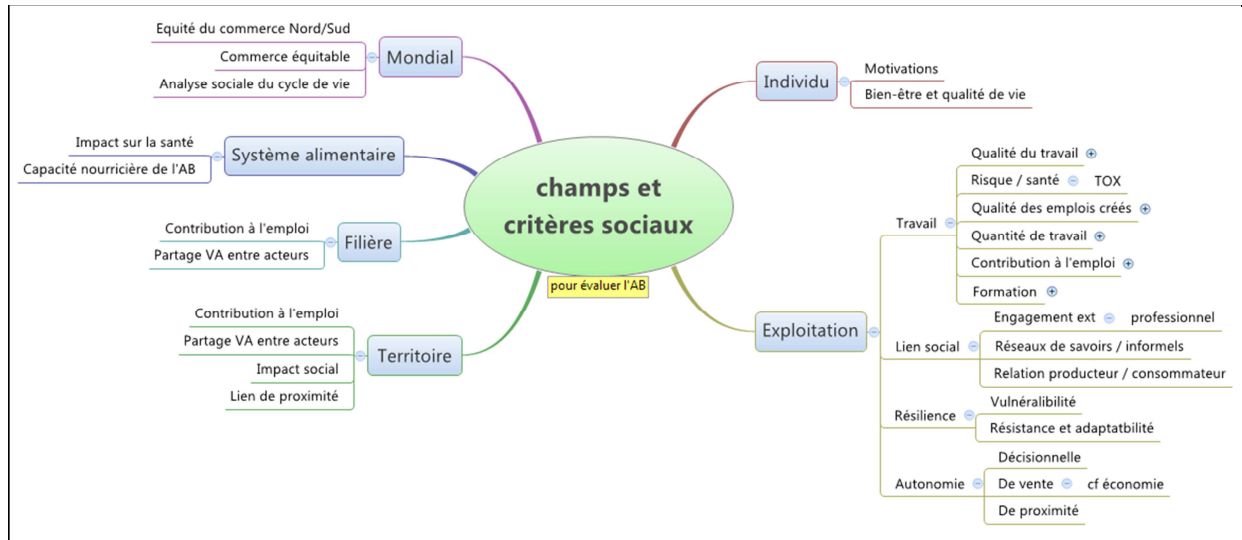 champs et
critères sociaux
pour évaluer l'AB
Mondial
Equité du commerce Nord/Sud
Commerce équitable
Analyse sociale du cycle de vie
Système alimentaire
Impact sur la santé
Capacité nourricière de l'AB
Filière
Contribution à l'emploi
Partage VA entre acteurs
Territoire
Contribution à l'emploi
Partage VA entre acteurs
Impact social
Lien de proximité
Individu
Motivations
Bien-être et qualité de vie
Exploitation
Travail
Qualité du travail
Risque / santé TOX
Qualité des emplois créés
Quantité de travail
Contribution à l'emploi
Formation
Lien social
Engagement ext professionnel
Réseaux de savoirs / informels
Relation producteur / consommateur
Résilience
Vulnéralibilité
Résistance et adaptatbilité
Autonomie
Décisionnelle
De vente cf économie
De proximité